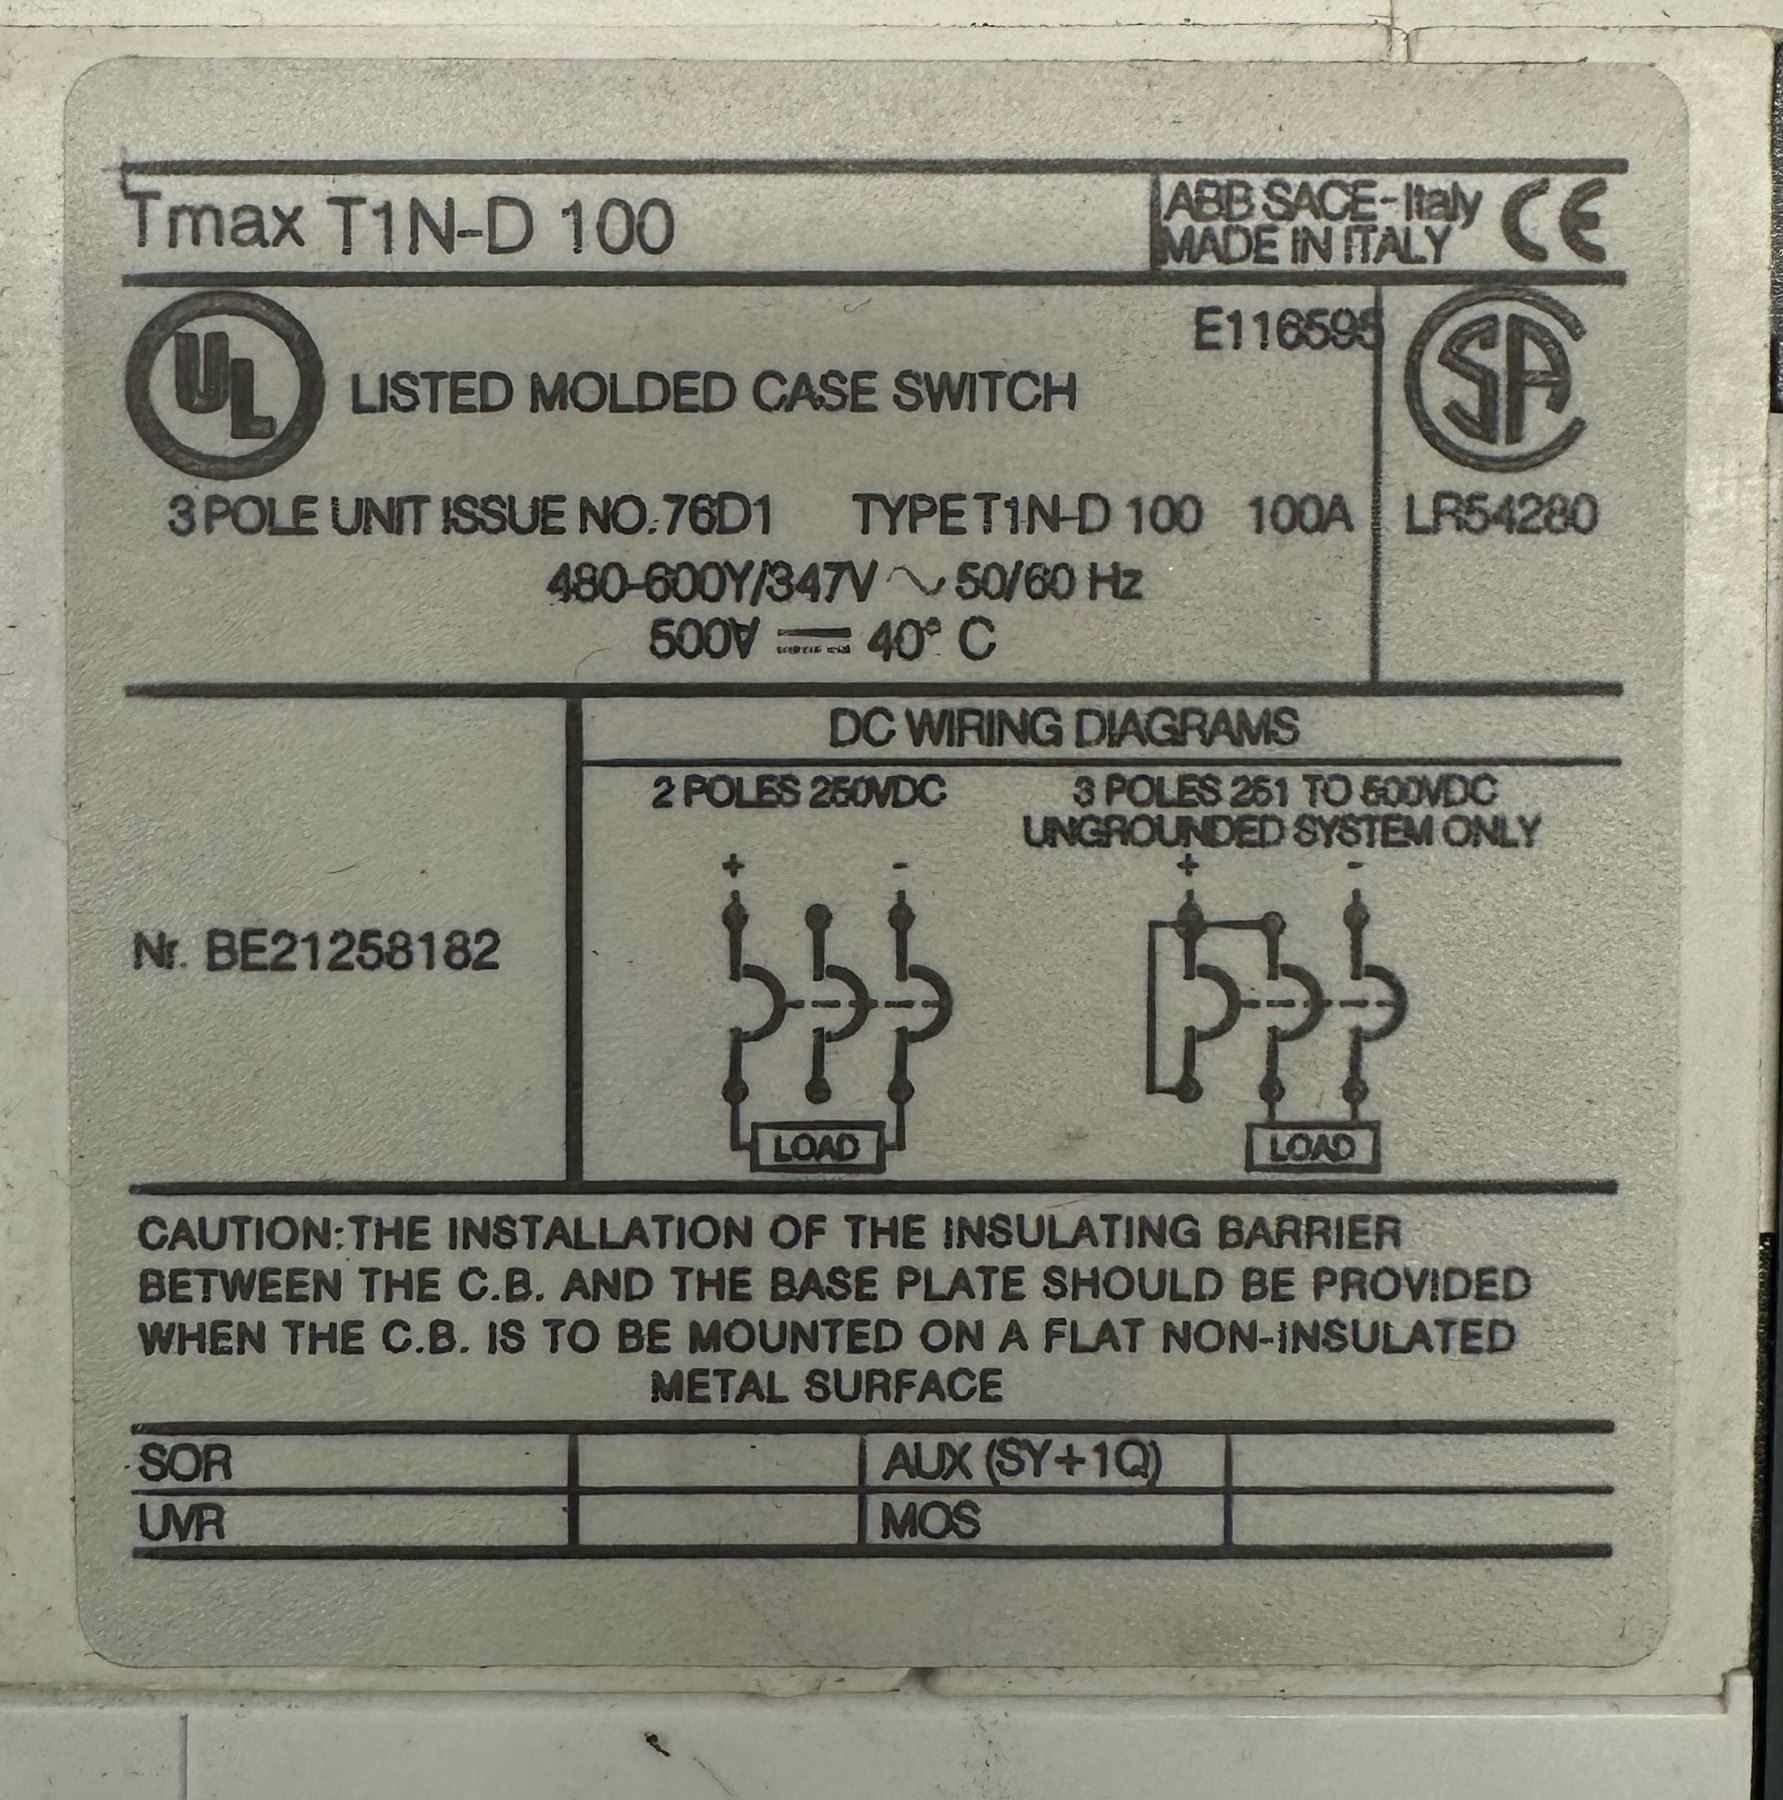 Tmax T1N-D 100
ABB SACE-Italy
MADE IN ITALY
CE
UL
LISTED MOLDED CASE SWITCH
E116595
SA
3 POLE UNIT ISSUE NO.76D1 TYPE T1N-D 100 100A
LR54280
480-600Y/347V ~ 50/60 Hz
500V ⎓ 40° C
DC WIRING DIAGRAMS
2 POLES 250VDC
3 POLES 251 TO 500VDC
UNGROUNDED SYSTEM ONLY
+ -
+ -
Nr. BE21258182
LOAD
LOAD
CAUTION:THE INSTALLATION OF THE INSULATING BARRIER
BETWEEN THE C.B. AND THE BASE PLATE SHOULD BE PROVIDED
WHEN THE C.B. IS TO BE MOUNTED ON A FLAT NON-INSULATED
METAL SURFACE
SOR
AUX (SY+1Q)
UVR
MOS